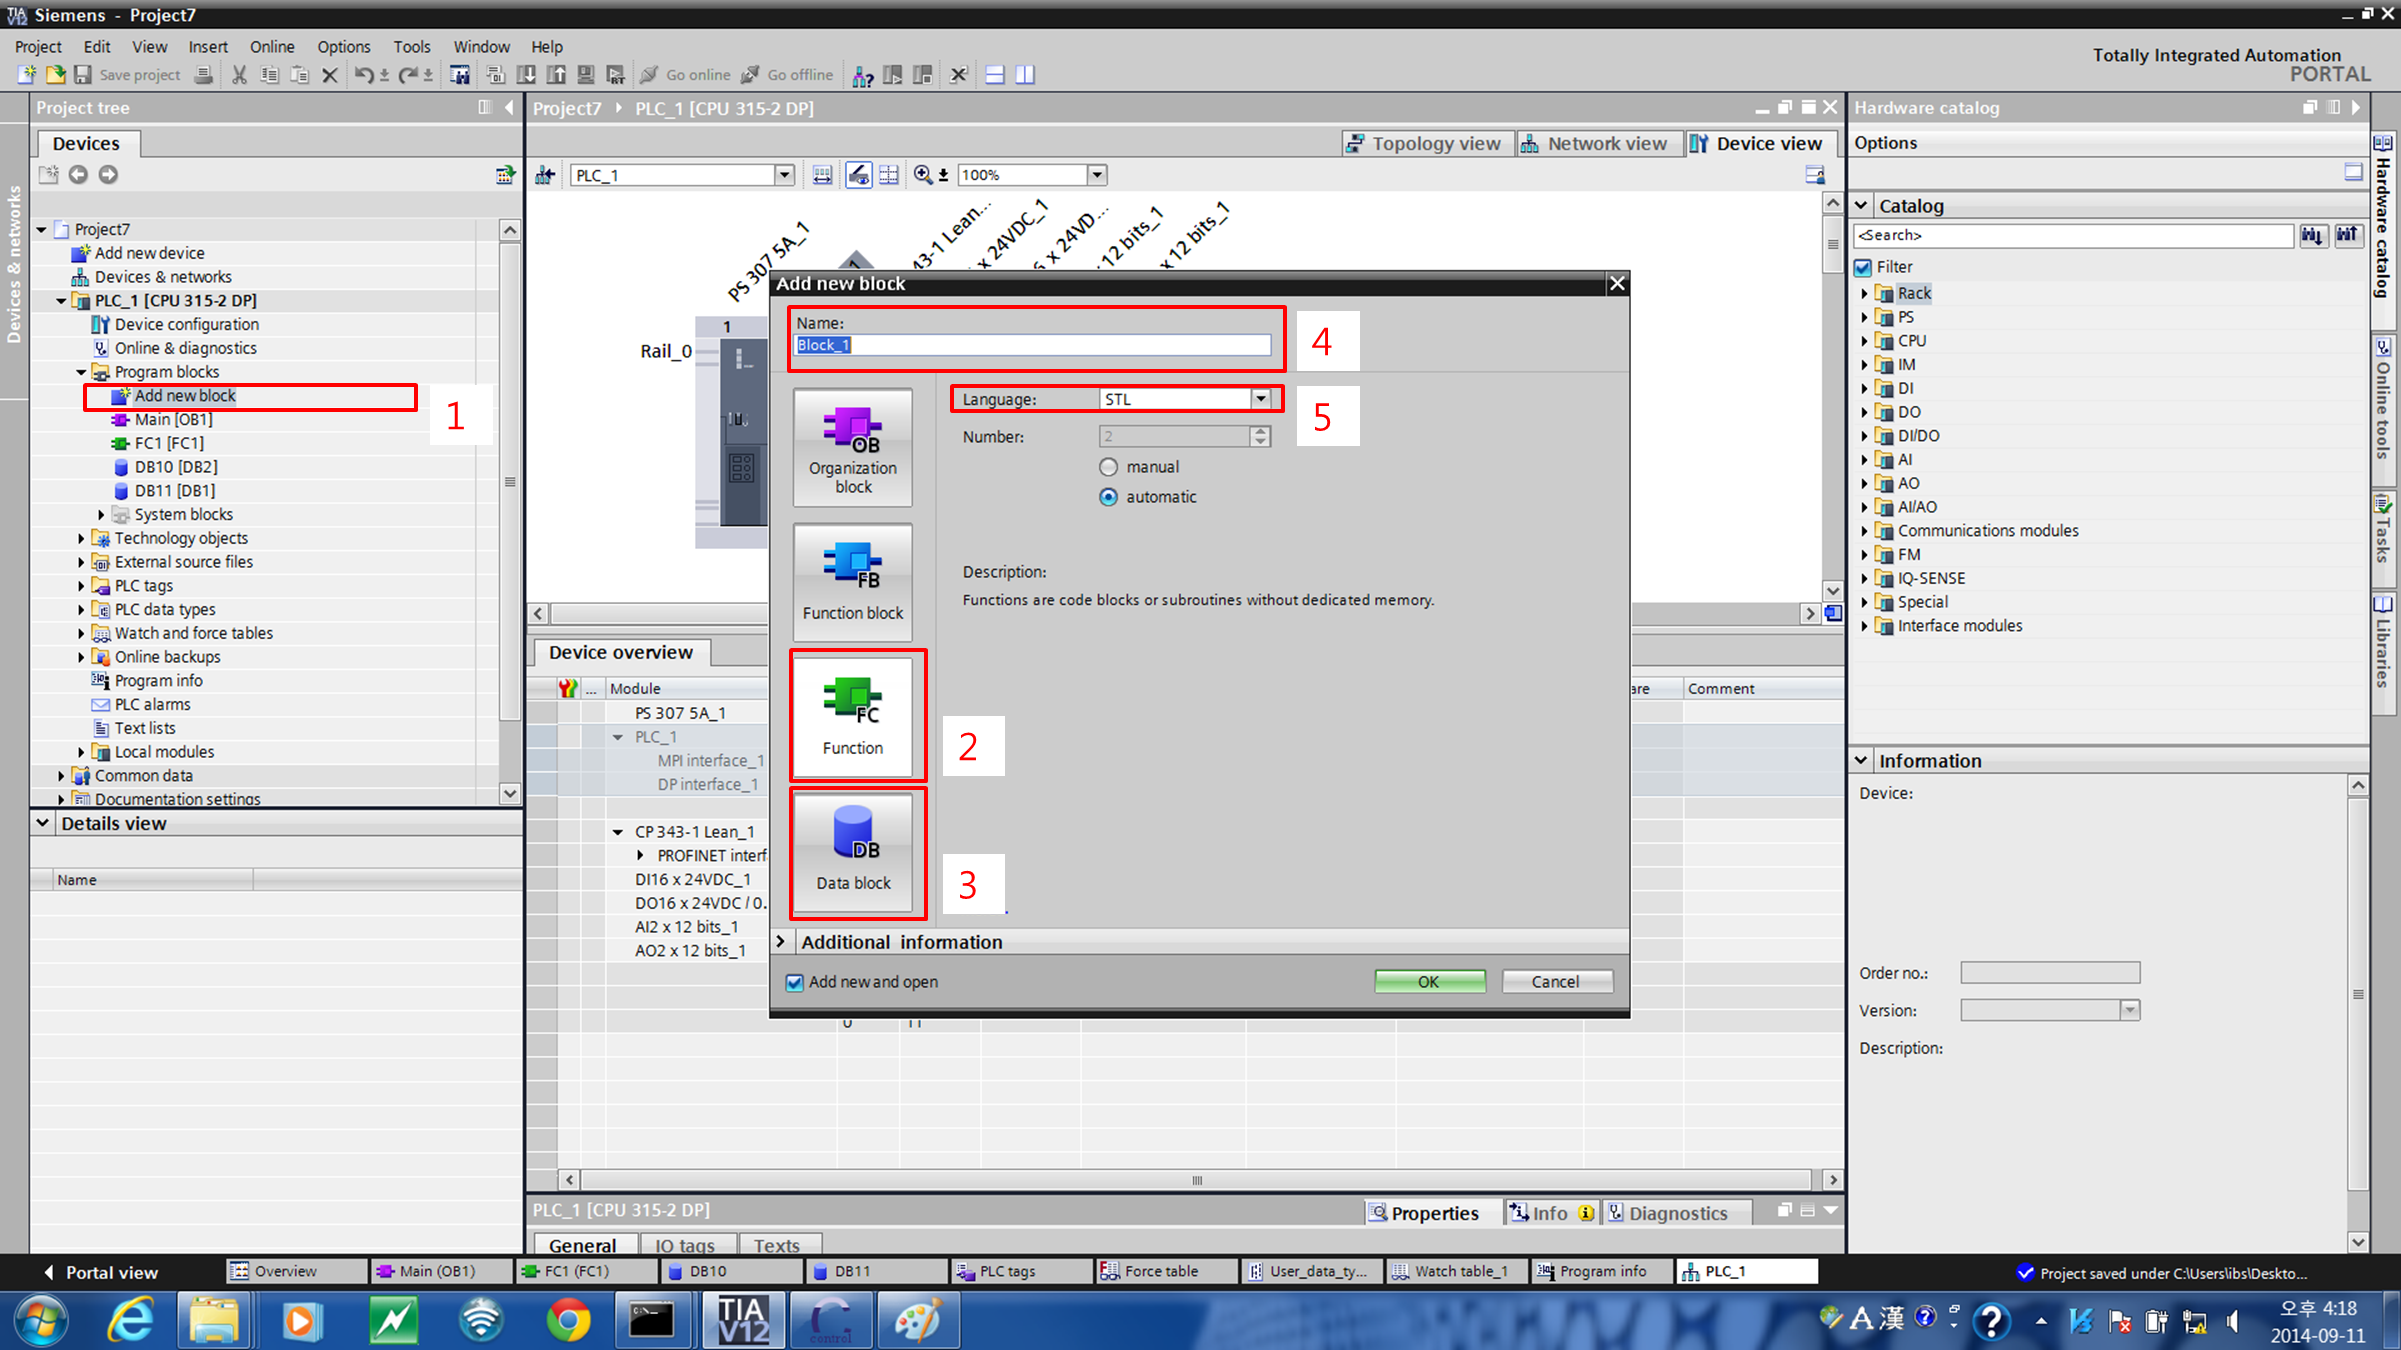 Siemens - Project7
Project Edit View Insert Online Options Tools Window Help
Totally Integrated Automation
PORTAL
Save project Go online Go offline
Project tree
Devices
Devices & networks
Project7
Add new device
Devices & networks
PLC_1 [CPU 315-2 DP]
Device configuration
Online & diagnostics
Program blocks
Add new block
1
Main [OB1]
FC1 [FC1]
DB10 [DB2]
DB11 [DB1]
System blocks
Technology objects
External source files
PLC tags
PLC data types
Watch and force tables
Online backups
Program info
PLC alarms
Text lists
Local modules
Common data
Documentation settings
Details view
Name
Project7 PLC_1 [CPU 315-2 DP]
Topology view Network view Device view
PLC_1 100%
PS 307 5A_1
43-1 Lean...
x 24VDC_1
x 24VD...
12 bits_1
x 12 bits_1
1
Rail_0
Add new block
Name:
Block_1
4
Language: STL
5
Number: 2
manual
automatic
OB
Organization block
FB
Function block
FC
Function
2
DB
Data block
3
Description:
Functions are code blocks or subroutines without dedicated memory.
Additional information
Add new and open
OK Cancel
Device overview
... Module are Comment
PS 307 5A_1
PLC_1
MPI interface_1
DP interface_1
CP 343-1 Lean_1
PROFINET interf
DI16 x 24VDC_1
DO16 x 24VDC / 0.
AI2 x 12 bits_1
AO2 x 12 bits_1
0 11
PLC_1 [CPU 315-2 DP]
Properties Info Diagnostics
General IO tags Texts
Hardware catalog
Options
Catalog
<Search>
Filter
Rack
PS
CPU
IM
DI
DO
DI/DO
AI
AO
AI/AO
Communications modules
FM
IQ-SENSE
Special
Interface modules
Information
Device:
Order no.:
Version:
Description:
Hardware catalog
Online tools
Tasks
Libraries
Portal view Overview Main (OB1) FC1 (FC1) DB10 DB11 PLC tags Force table User_data_ty... Watch table_1 Program info PLC_1
Project saved under C:\Users\ibs\Deskto...
TIA
V12
control
A 漢
오후 4:18
2014-09-11